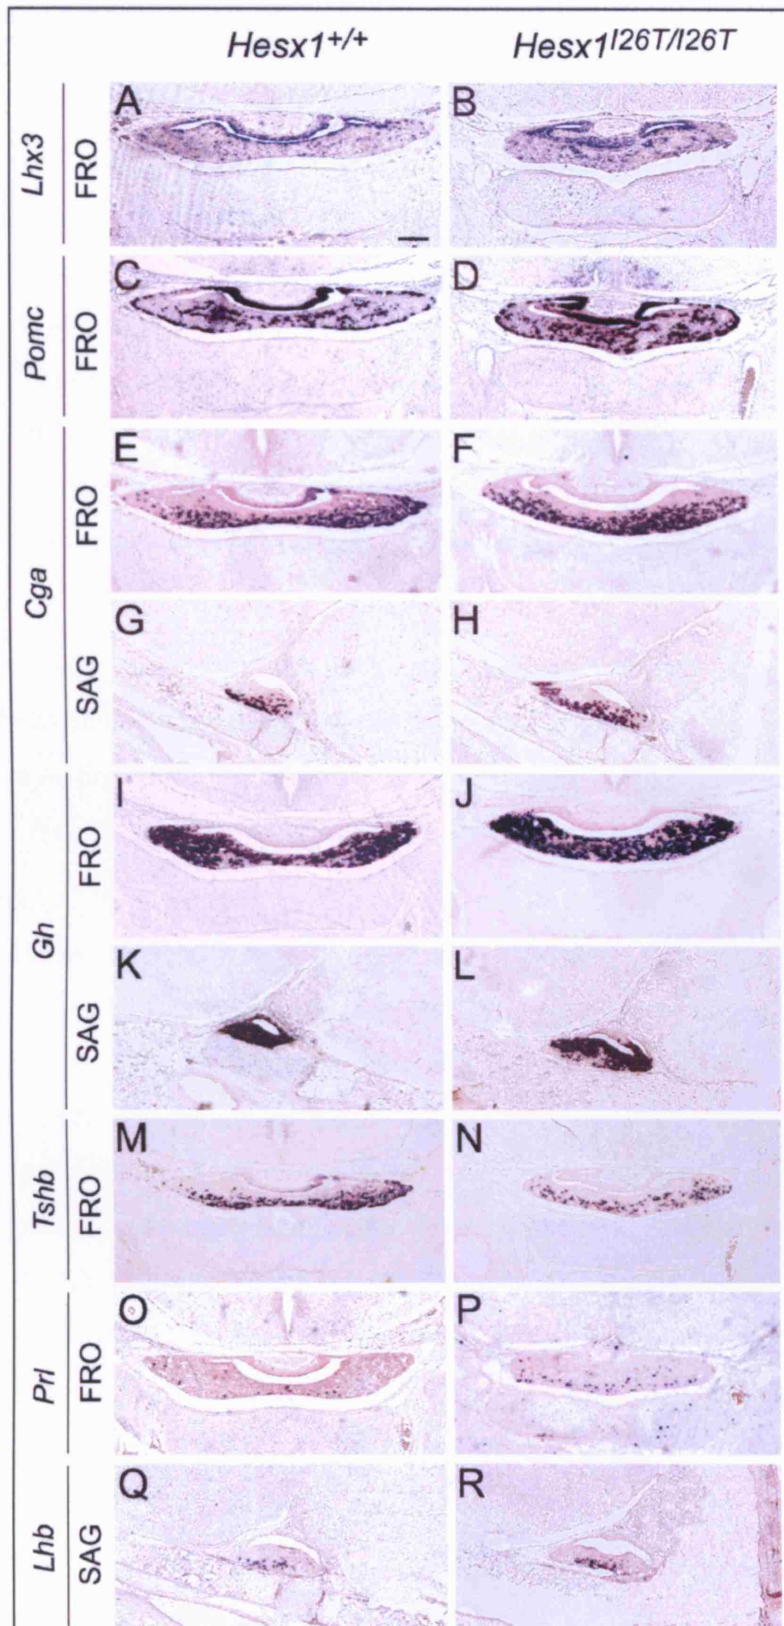 Hesx1+/+ Hesx1I26T/I26T
Lhx3 FRO A B
Pomc FRO C D
Cga FRO E F
SAG G H
Gh FRO I J
SAG K L
Tshb FRO M N
Prl FRO O P
Lhb SAG Q R